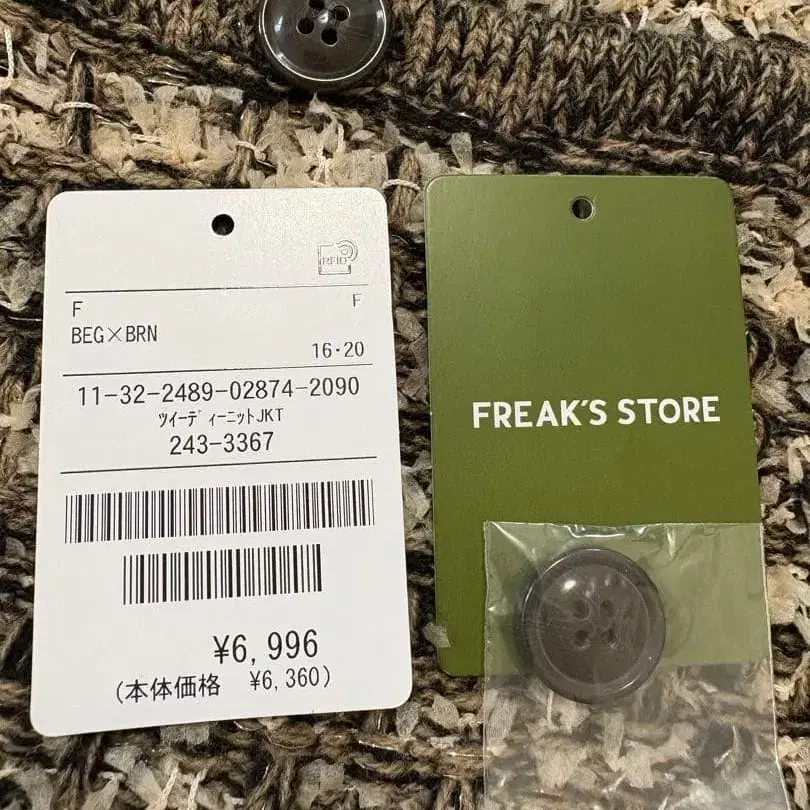 RFID
F F
BEG×BRN
16・20
11-32-2489-02874-2090
ツイーディーニットJKT
243-3367
¥6,996
(本体価格 ¥6,360)
FREAK'S STORE